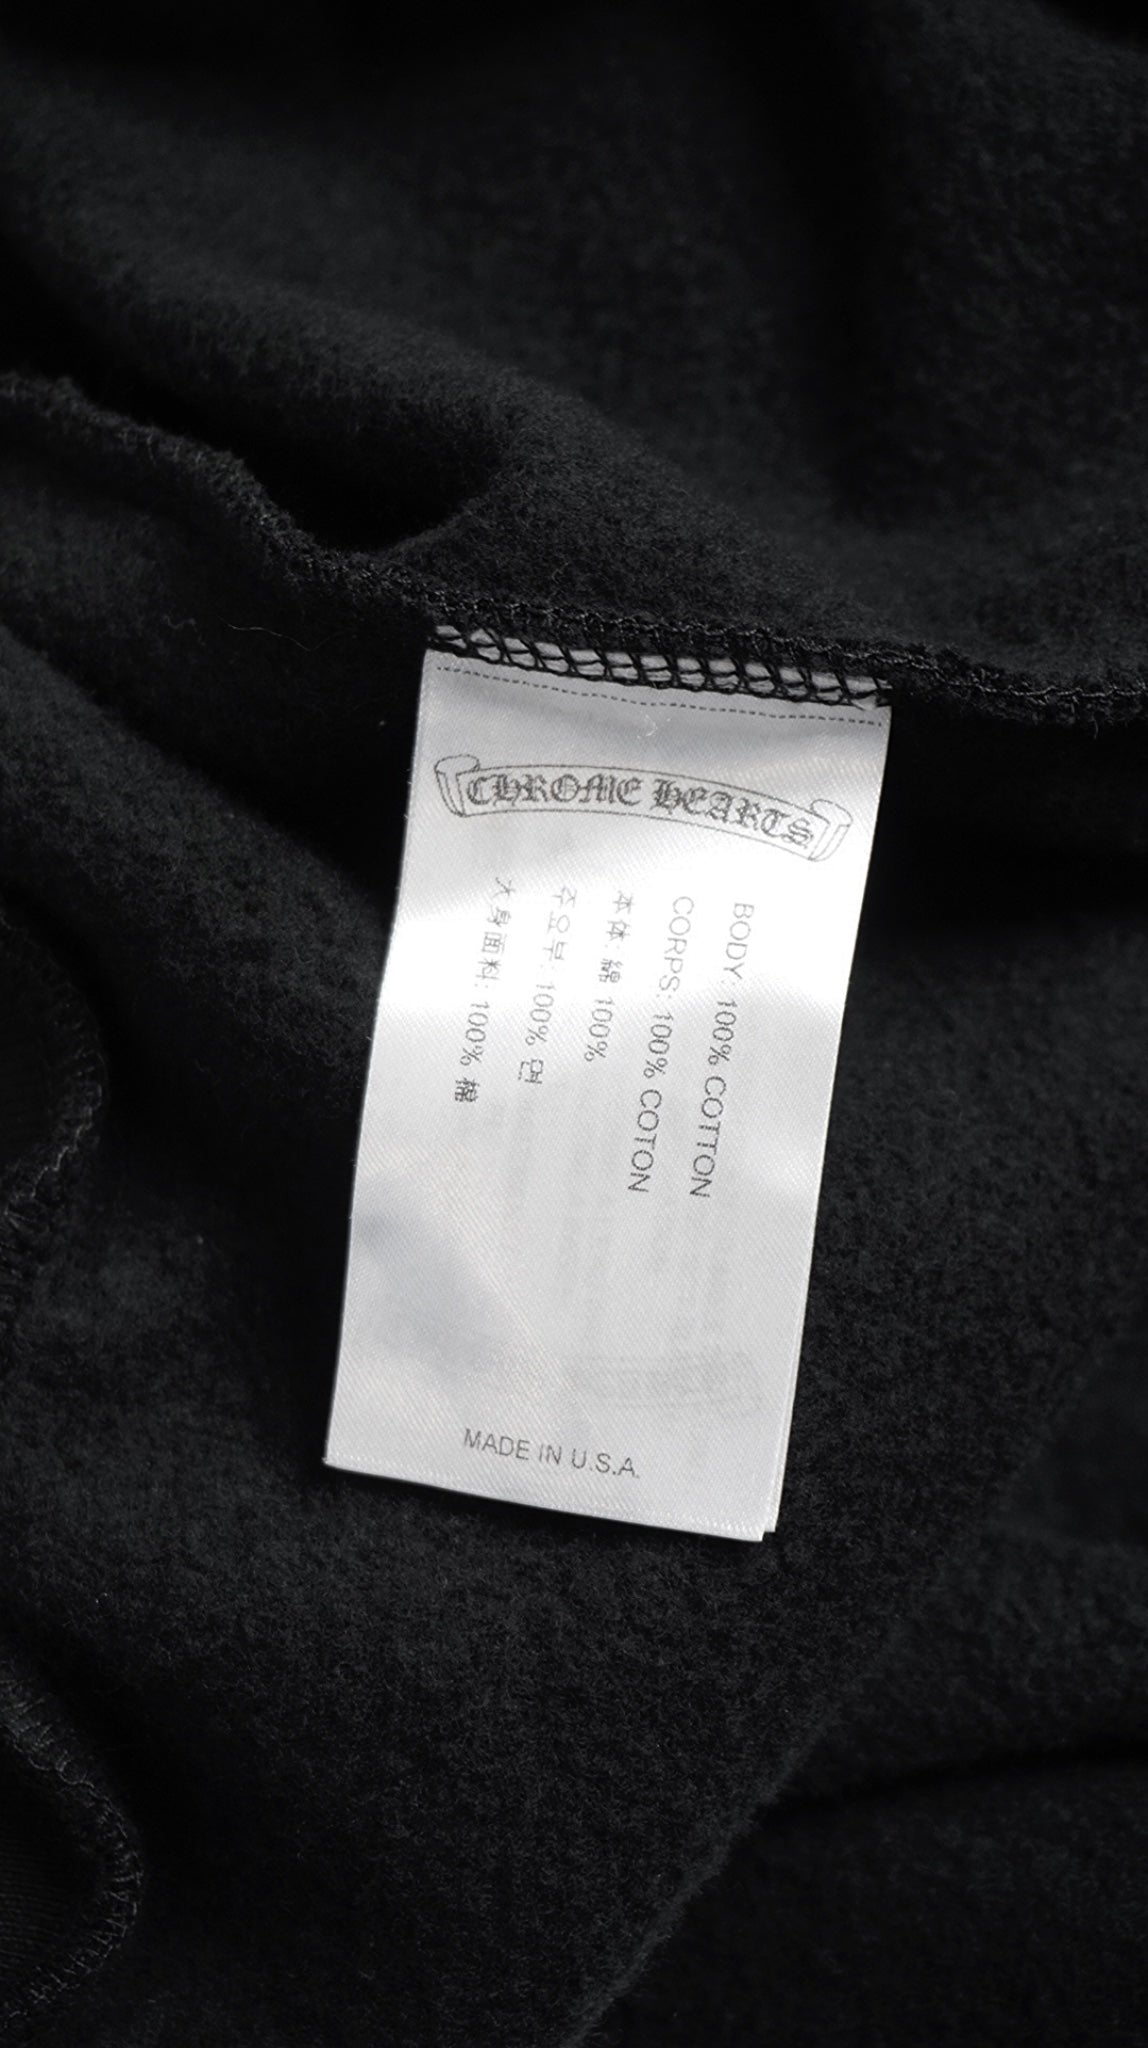 CHROME HEARTS
BODY: 100% COTTON
CORPS: 100% COTON
本体: 綿 100%
주요부: 100% 면
大身面料: 100% 棉
MADE IN U.S.A.